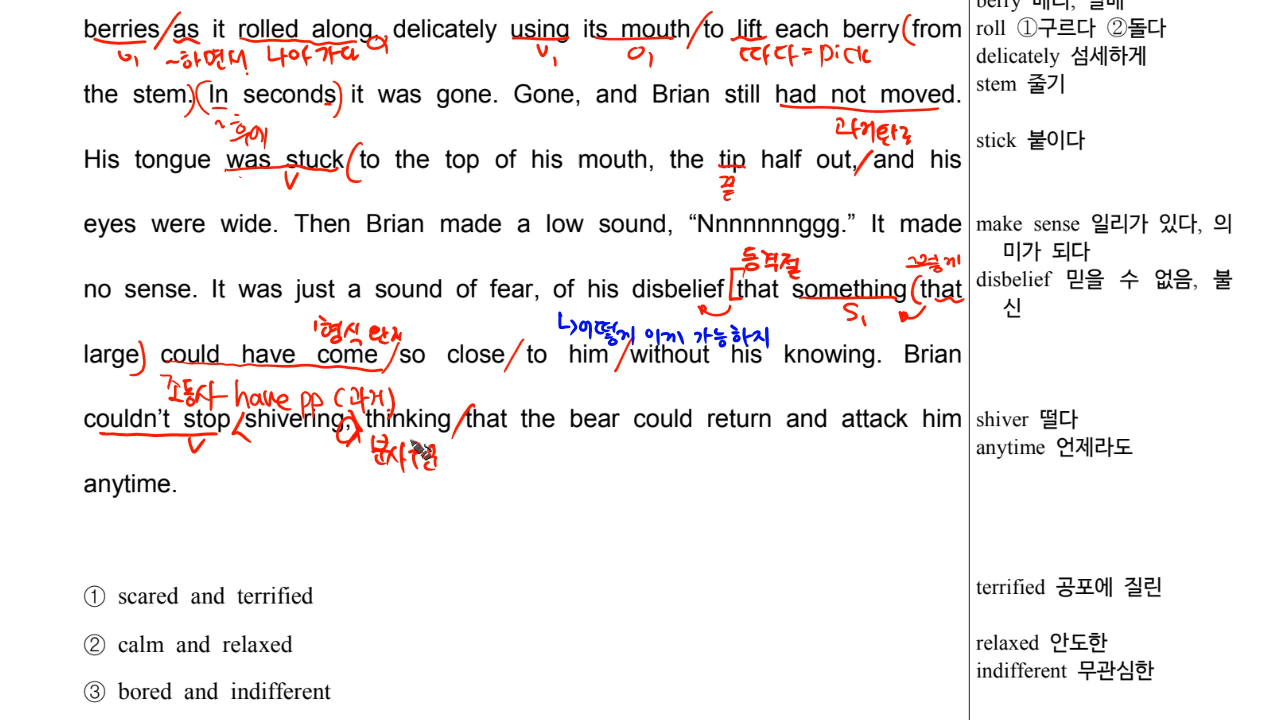 berries as it rolled along, delicately using its mouth to lift each berry from
~하면서 나아가다 따다=pick
the stem. In seconds it was gone. Gone, and Brian still had not moved.
~후에 과거완료
His tongue was stuck to the top of his mouth, the tip half out, and his
V 끝
eyes were wide. Then Brian made a low sound, “Nnnnnnnggg.” It made
동격절 그렇게
no sense. It was just a sound of fear, of his disbelief that something that
S₁
1형식 완자 ↳어떻게 이게 가능하지
large could have come so close to him without his knowing. Brian
조동사 have pp (과거)
couldn’t stop shivering, thinking that the bear could return and attack him
V 분사구문
anytime.
① scared and terrified
② calm and relaxed
③ bored and indifferent
roll ①구르다 ②돌다
delicately 섬세하게
stem 줄기
stick 붙이다
make sense 일리가 있다, 의
미가 되다
disbelief 믿을 수 없음, 불
신
shiver 떨다
anytime 언제라도
terrified 공포에 질린
relaxed 안도한
indifferent 무관심한